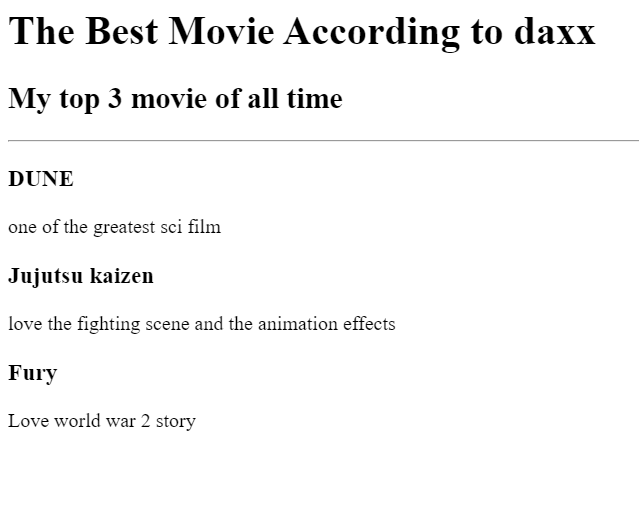 The Best Movie According to daxx
My top 3 movie of all time
DUNE
one of the greatest sci film
Jujutsu kaizen
love the fighting scene and the animation effects
Fury
Love world war 2 story